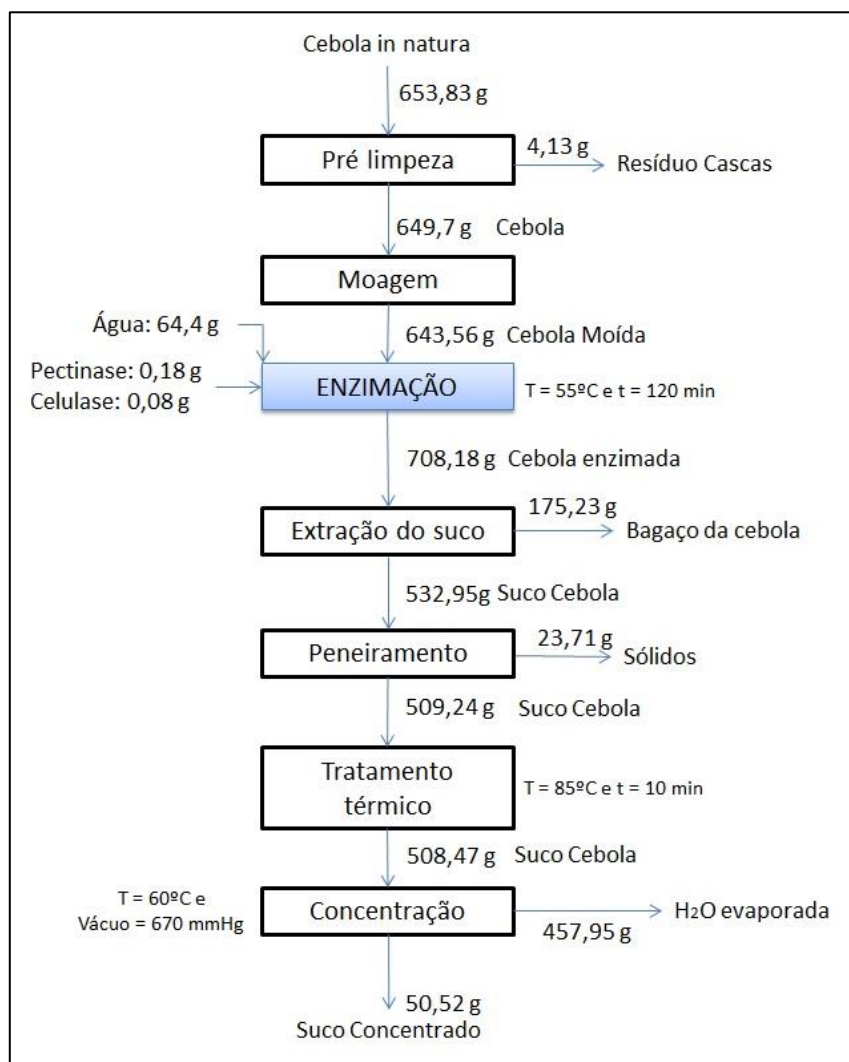 Cebola in natura
653,83 g
Pré limpeza
4,13 g
Resíduo Cascas
649,7 g Cebola
Moagem
Água: 64,4 g
643,56 g Cebola Moída
Pectinase: 0,18 g
Celulase: 0,08 g
ENZIMAÇÃO
T = 55ºC e t = 120 min
708,18 g Cebola enzimada
175,23 g
Extração do suco
Bagaço da cebola
532,95g Suco Cebola
Peneiramento
23,71 g
Sólidos
509,24 g Suco Cebola
Tratamento
térmico
T = 85ºC e t = 10 min
508,47 g Suco Cebola
T = 60ºC e
Vácuo = 670 mmHg
Concentração
H2O evaporada
457,95 g
50,52 g
Suco Concentrado